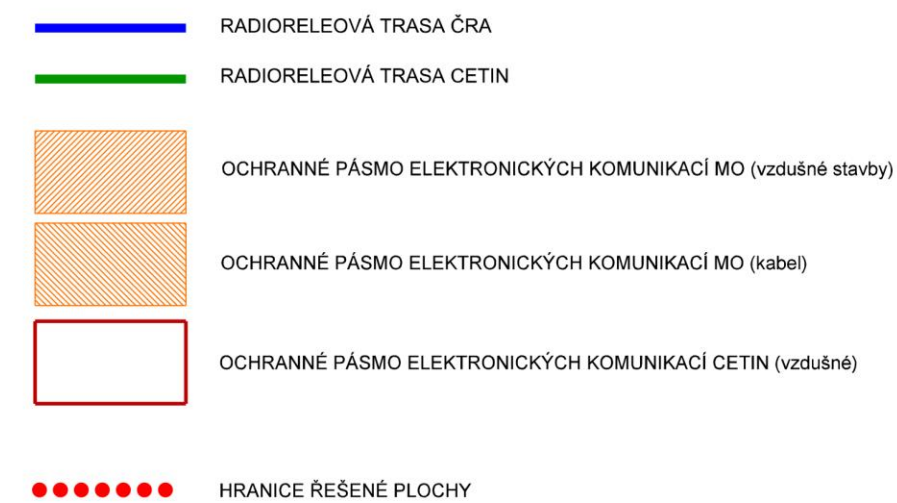 RADIORELEOVÁ TRASA ČRA
RADIORELEOVÁ TRASA CETIN
OCHRANNÉ PÁSMO ELEKTRONICKÝCH KOMUNIKACÍ MO (vzdušné stavby)
OCHRANNÉ PÁSMO ELEKTRONICKÝCH KOMUNIKACÍ MO (kabel)
OCHRANNÉ PÁSMO ELEKTRONICKÝCH KOMUNIKACÍ CETIN (vzdušné)
HRANICE ŘEŠENÉ PLOCHY